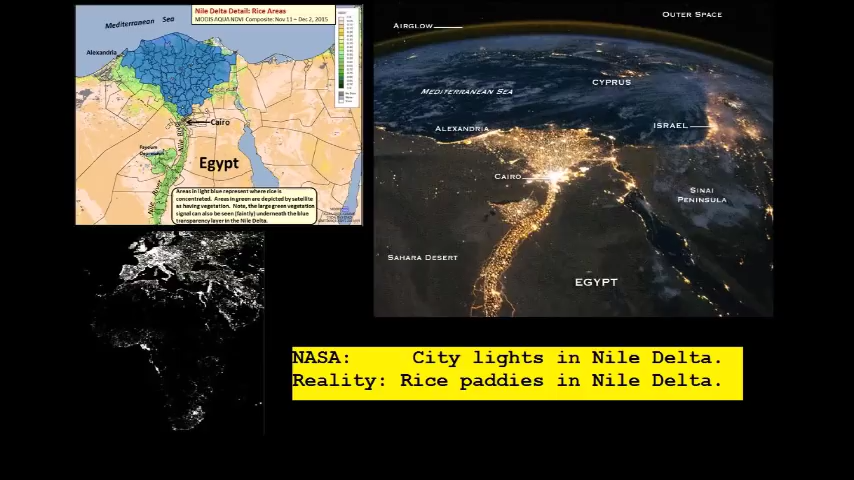 Nile Delta Detail: Rice Areas
MODIS AQUA NDVI Composite: Nov 11 – Dec 2, 2015
Mediterranean Sea
Alexandria
Cairo
Egypt
Areas in light blue represent where rice is
concentrated. Areas in green are depicted by satellite
as having vegetation. Note, the large green vegetation
signal can also be seen (faintly) underneath the blue
transparency layer in the Nile Delta.
OUTER SPACE
AIRGLOW
CYPRUS
MEDITERRANEAN SEA
ISRAEL
ALEXANDRIA
CAIRO
SINAI
PENINSULA
SAHARA DESERT
EGYPT
NASA: City lights in Nile Delta.
Reality: Rice paddies in Nile Delta.